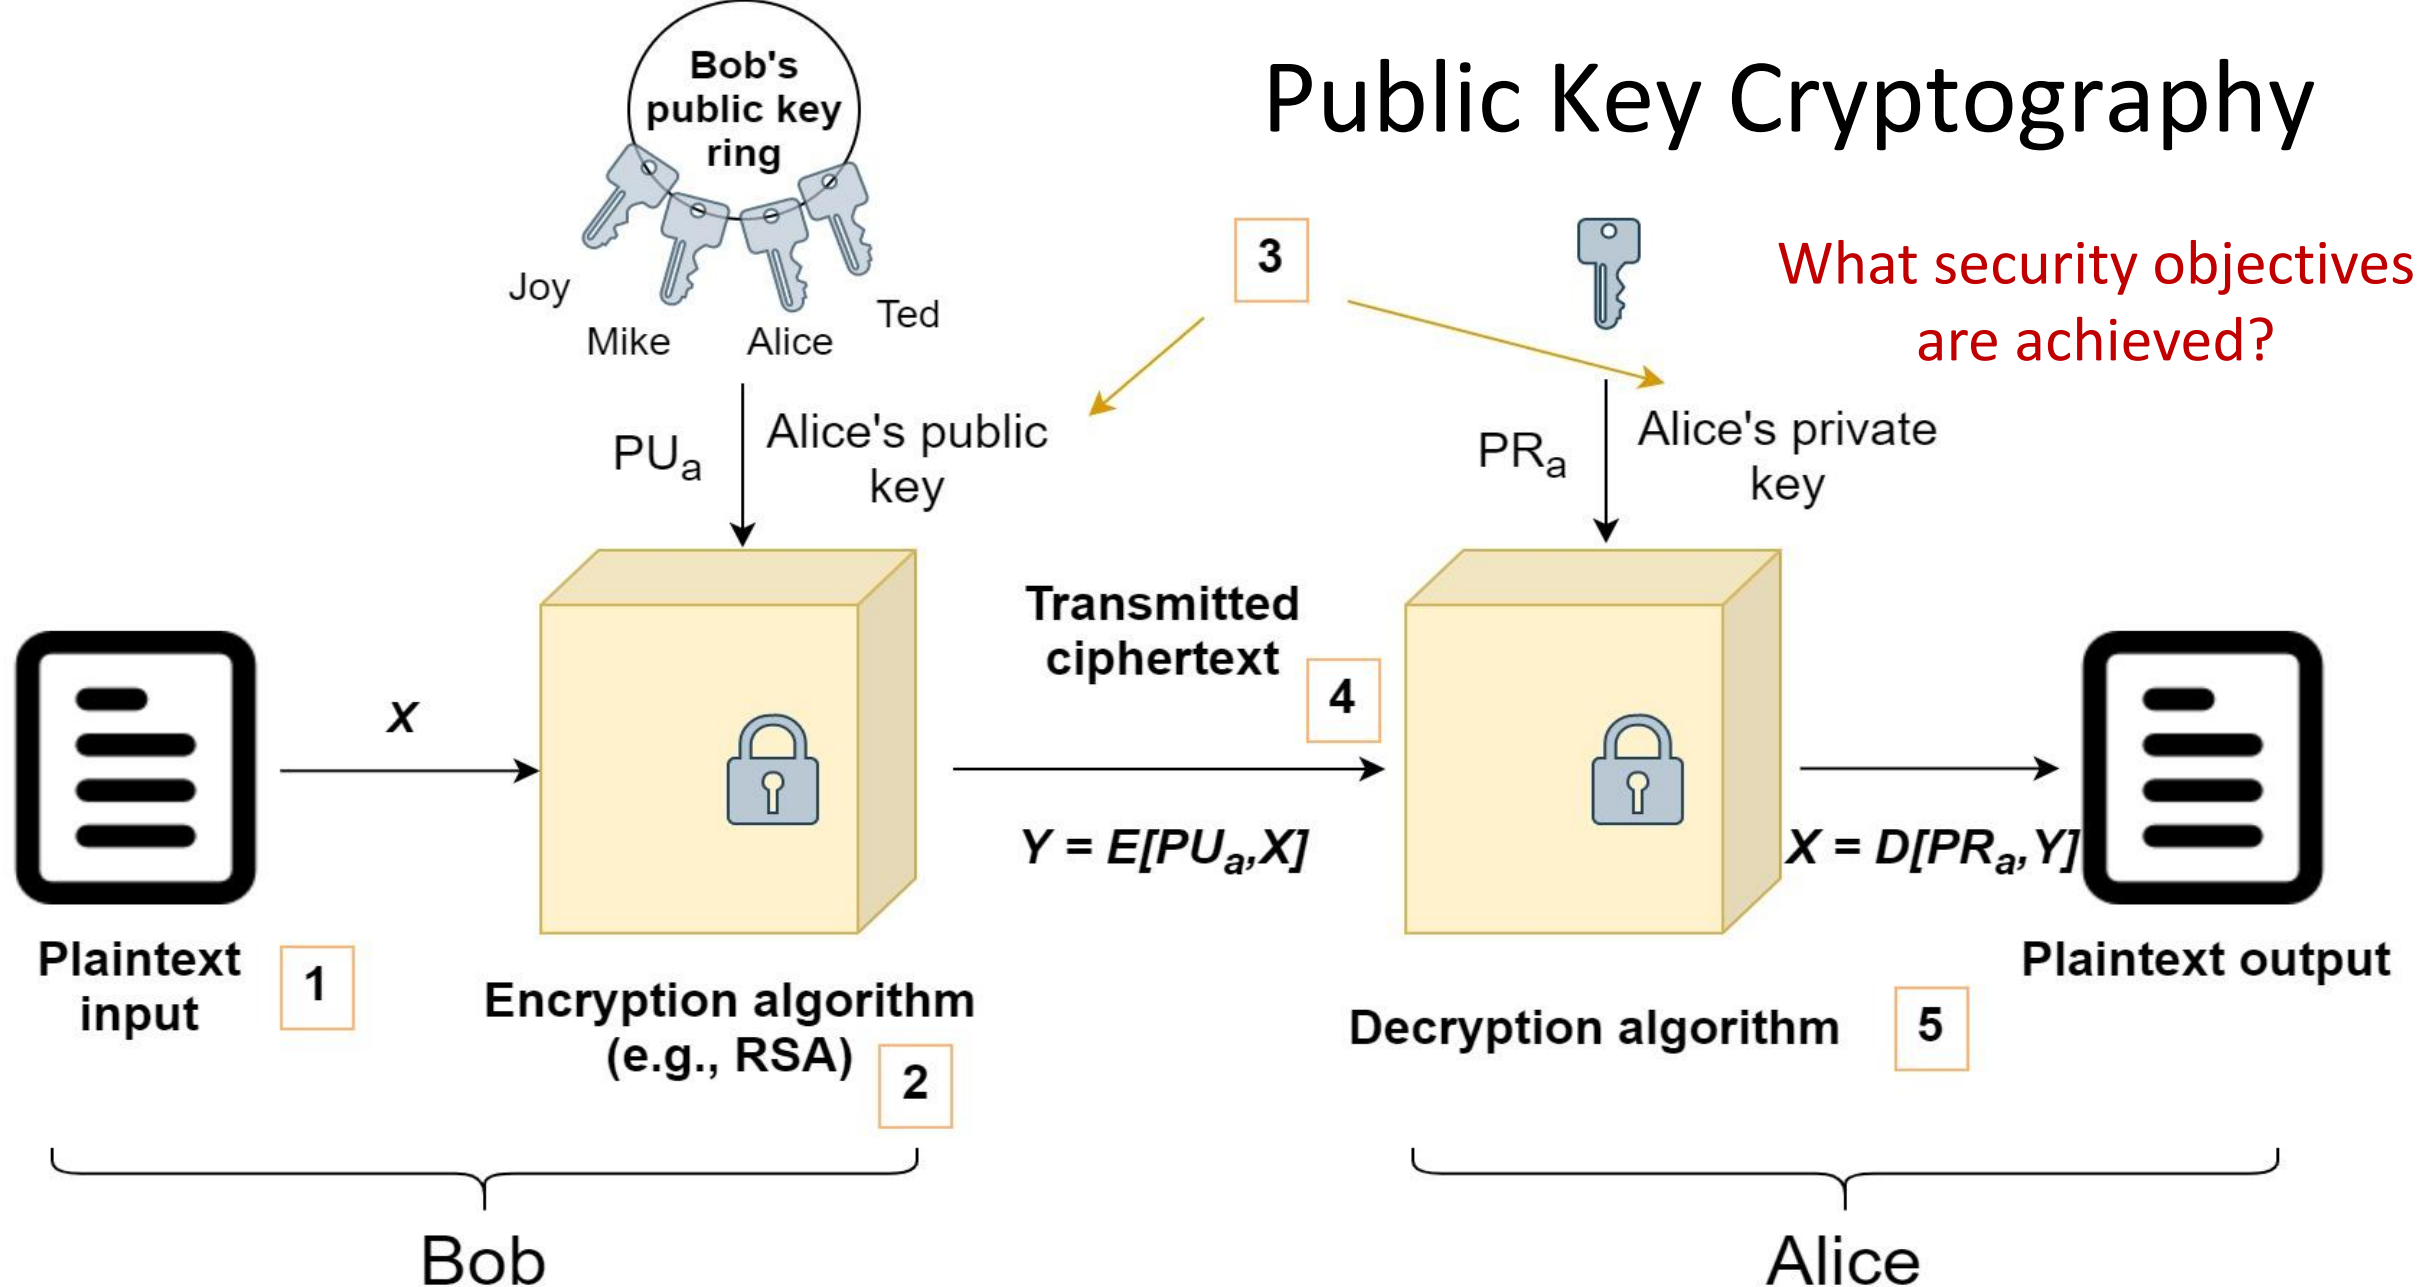 Public Key Cryptography
Bob's
public key
ring
Joy
Mike
Alice
Ted
3
What security objectives
are achieved?
PUa
Alice's public
key
PRa
Alice's private
key
Transmitted
ciphertext
4
X
Y = E[PUa,X]
X = D[PRa,Y]
Plaintext
input
1
Encryption algorithm
(e.g., RSA)
2
Decryption algorithm
5
Plaintext output
Bob
Alice